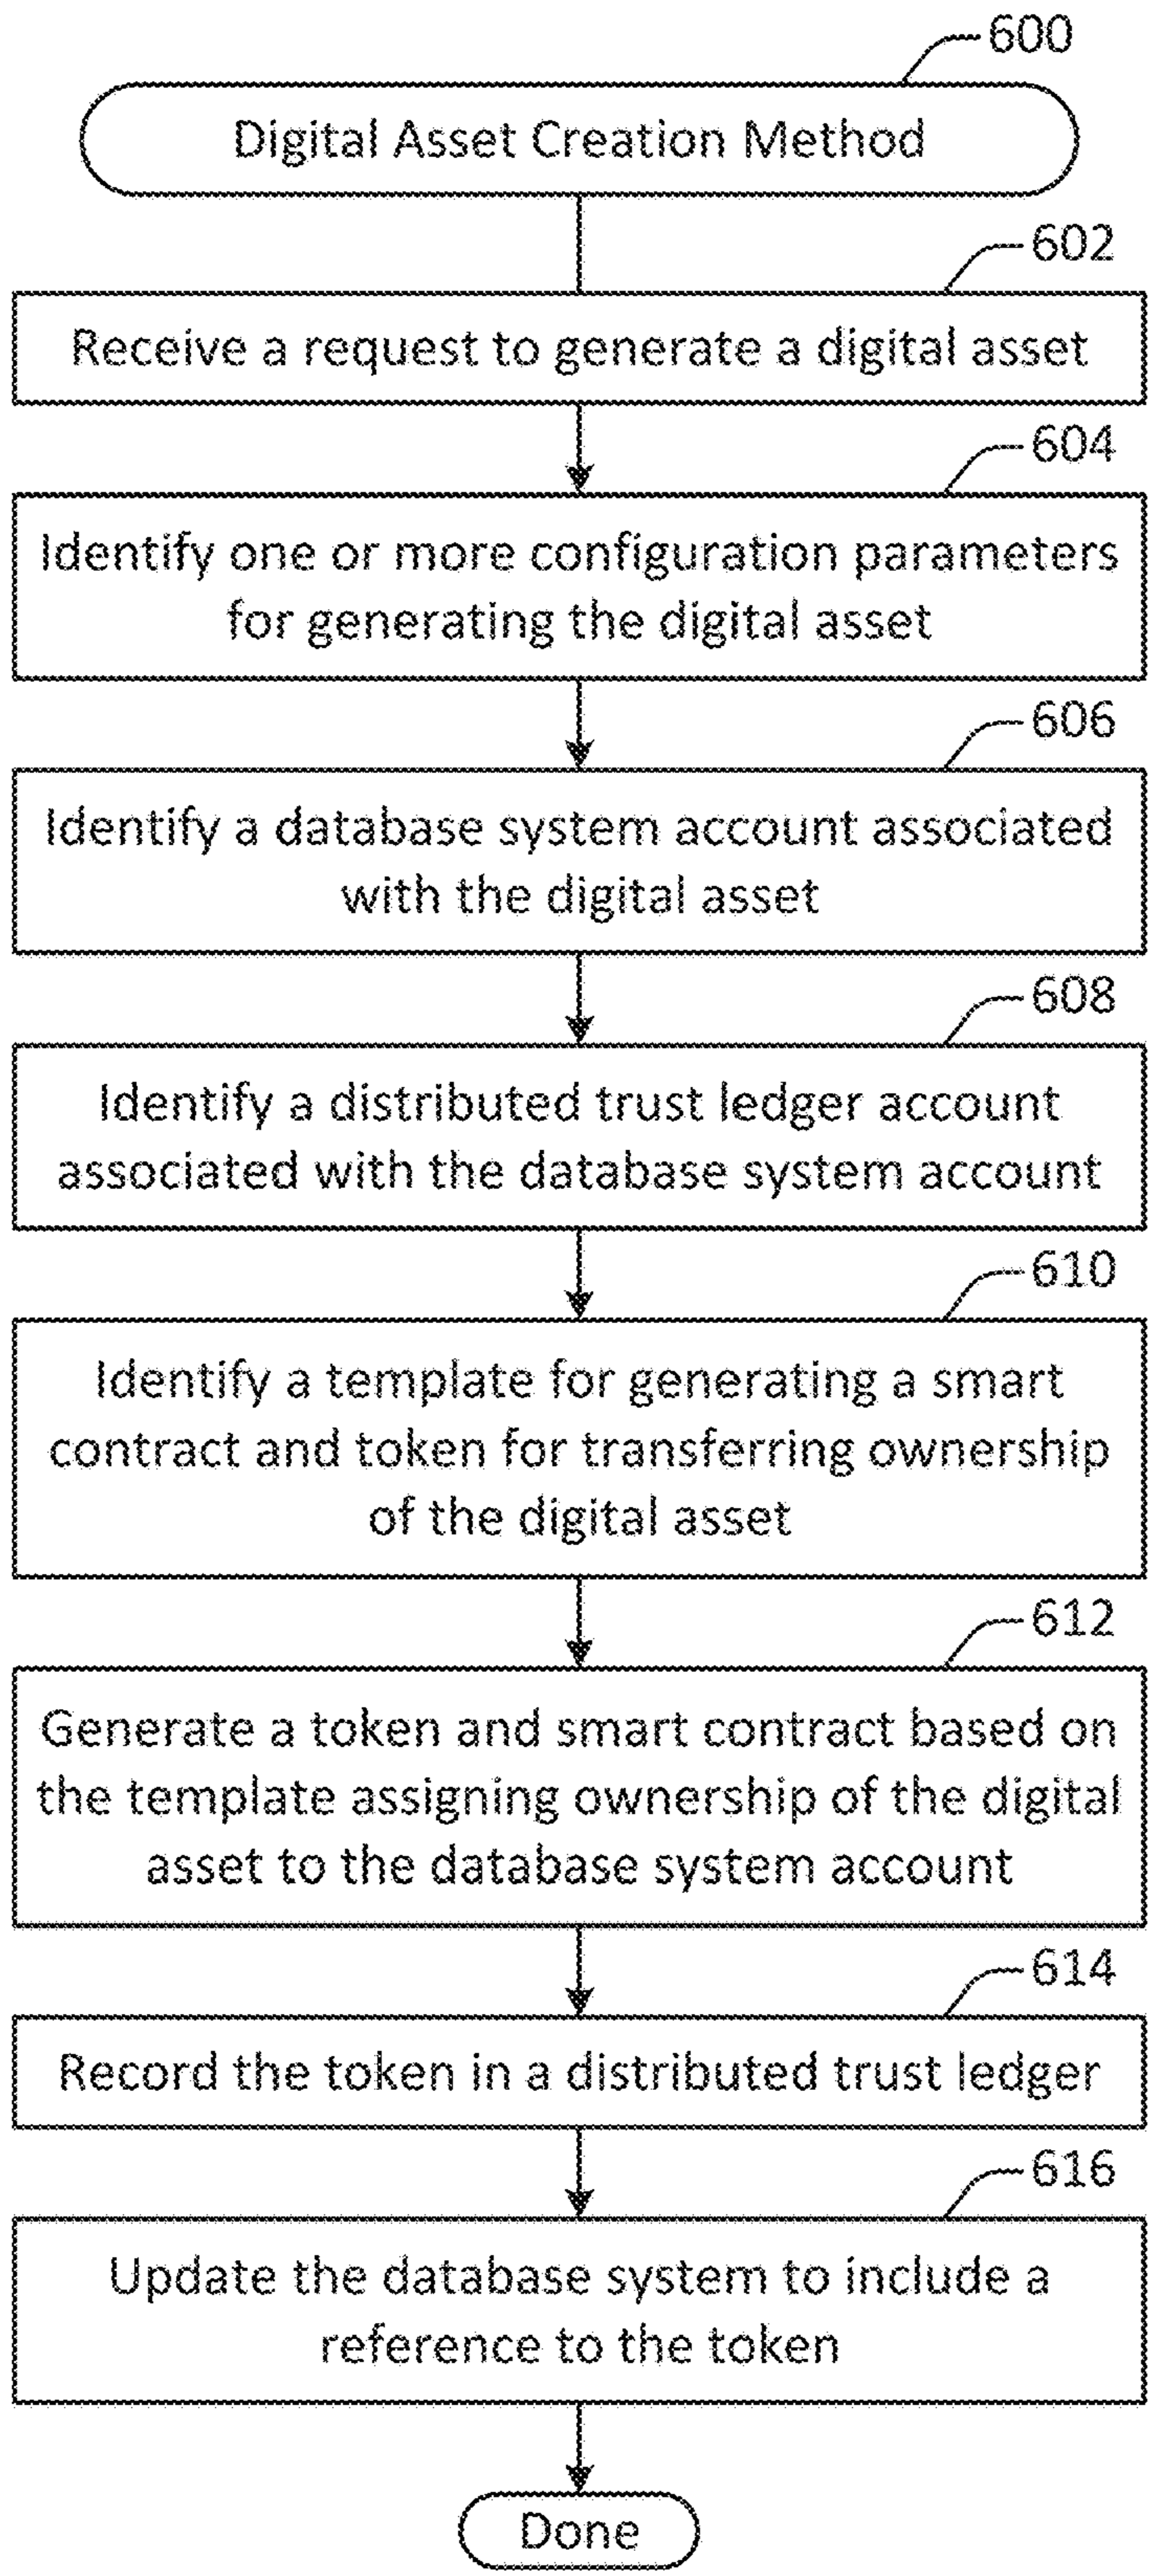 600
Digital Asset Creation Method
602
Receive a request to generate a digital asset
604
Identify one or more configuration parameters
for generating the digital asset
606
Identify a database system account associated
with the digital asset
608
Identify a distributed trust ledger account
associated with the database system account
610
Identify a template for generating a smart
contract and token for transferring ownership
of the digital asset
612
Generate a token and smart contract based on
the template assigning ownership of the digital
asset to the database system account
614
Record the token in a distributed trust ledger
616
Update the database system to include a
reference to the token
Done